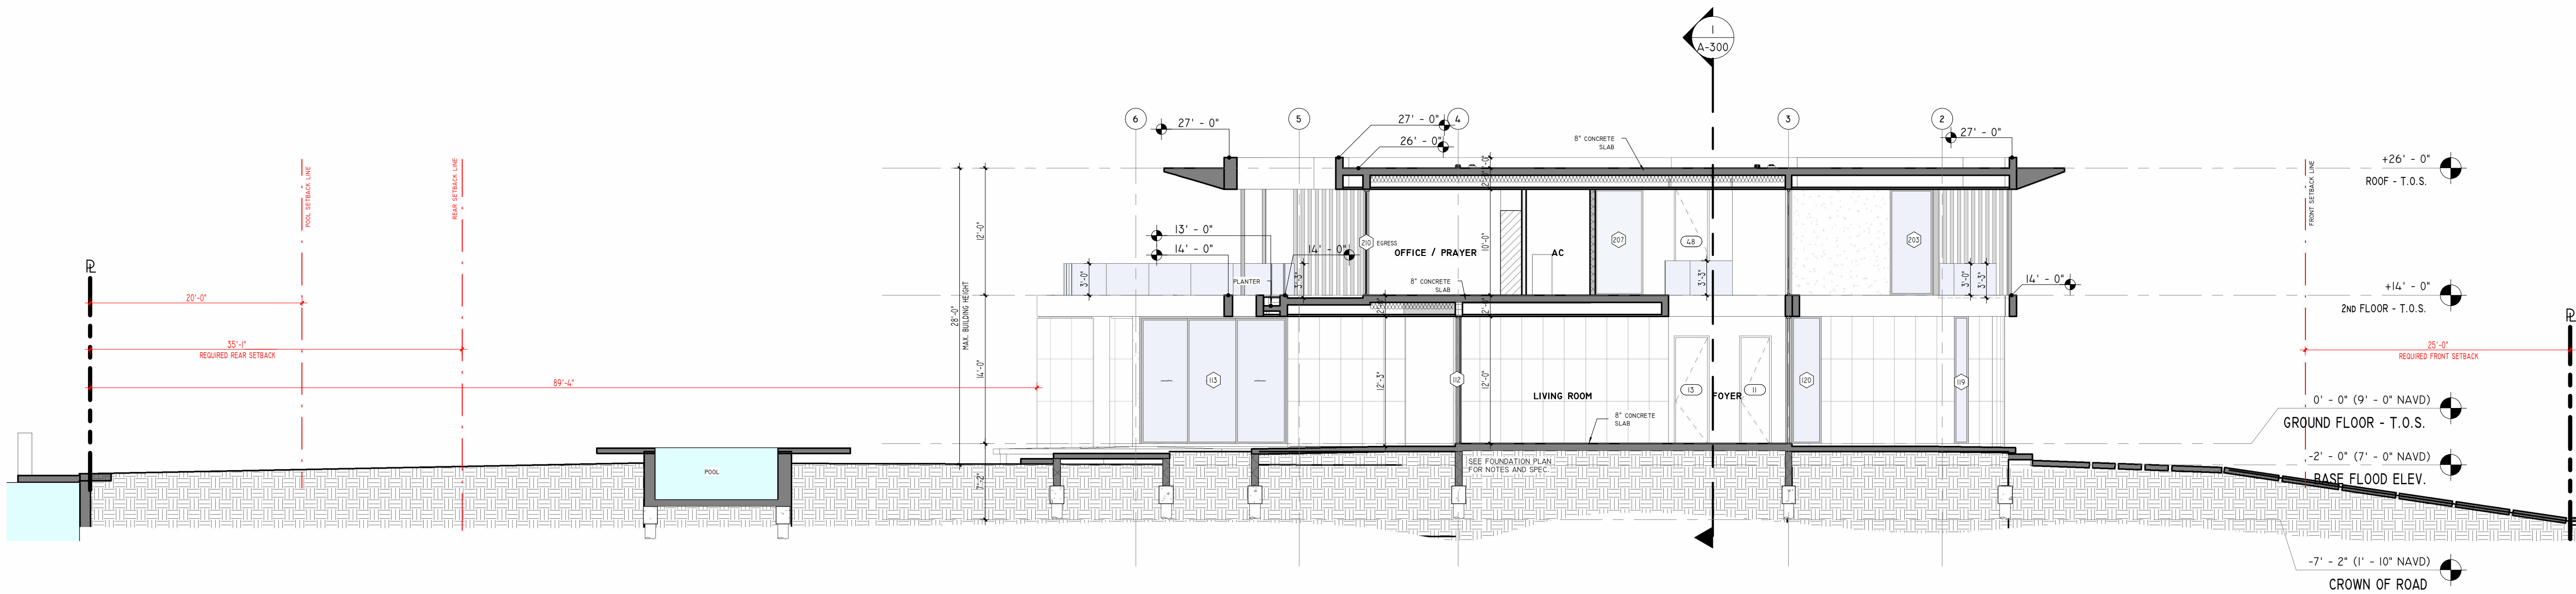 1
A-300
6
5
4
3
2
27' - 0"
27' - 0"
26' - 0"
27' - 0"
8" CONCRETE
SLAB
+26' - 0"
ROOF - T.O.S.
POOL SETBACK LINE
REAR SETBACK LINE
FRONT SETBACK LINE
12'-0"
10'-0"
13' - 0"
14' - 0"
14' - 0"
210
EGRESS
OFFICE / PRAYER
AC
207
48
203
3'-0"
PLANTER
3'-3"
8" CONCRETE
SLAB
3'-3"
3'-0"
3'-3"
14' - 0"
+14' - 0"
2ND FLOOR - T.O.S.
PL
20'-0"
28'-0"
MAX. BUILDING HEIGHT
PL
35'-1"
REQUIRED REAR SETBACK
25'-0"
REQUIRED FRONT SETBACK
89'-4"
14'-0"
113
12'-3"
112
12'-0"
LIVING ROOM
13
FOYER
11
120
119
8" CONCRETE
SLAB
0' - 0" (9' - 0" NAVD)
GROUND FLOOR - T.O.S.
POOL
7'-2"
SEE FOUNDATION PLAN
FOR NOTES AND SPEC.
-2' - 0" (7' - 0" NAVD)
BASE FLOOD ELEV.
-7' - 2" (1' - 10" NAVD)
CROWN OF ROAD